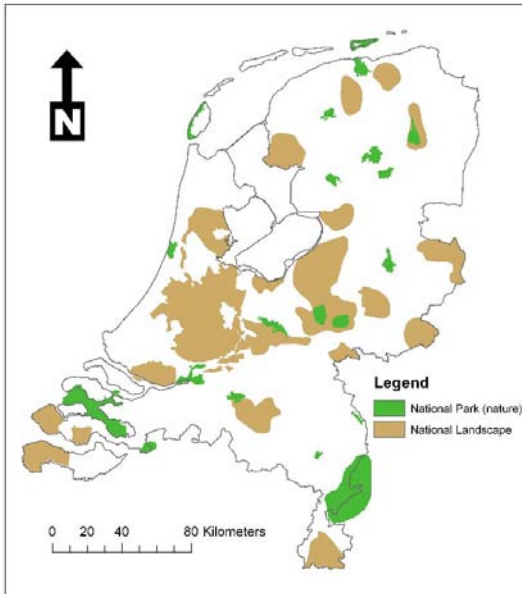 N
Legend
National Park (nature)
National Landscape
0 20 40 80 Kilometers